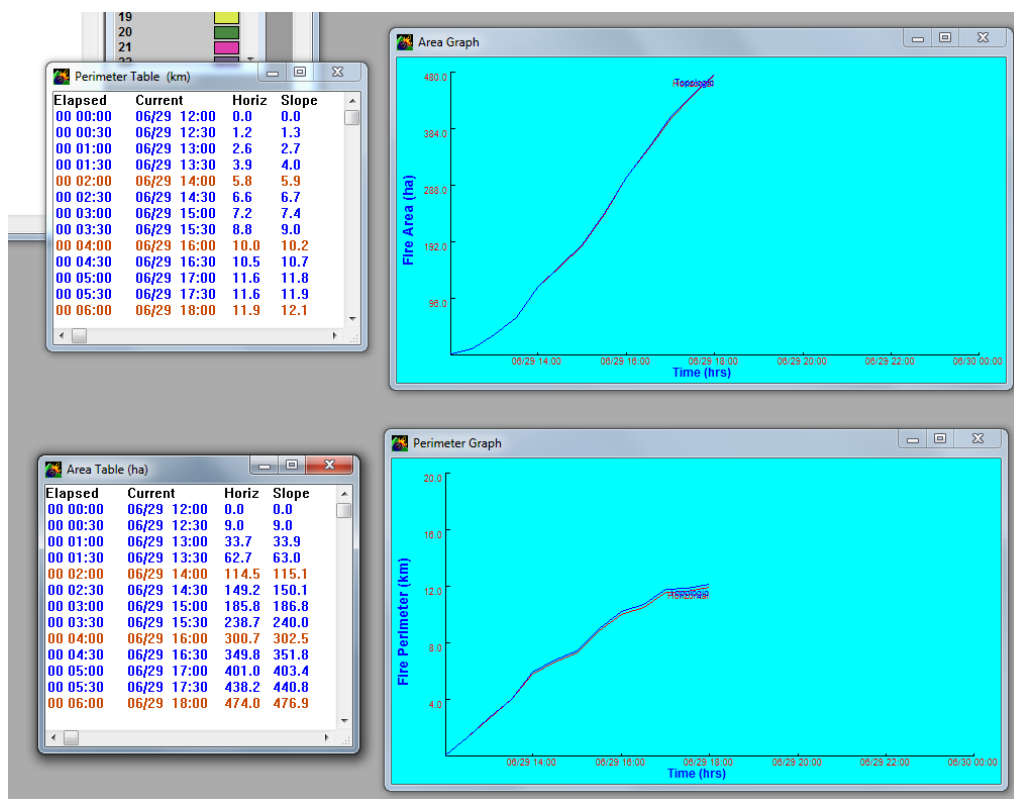 19
20
21
22
Perimeter Table (km)
Elapsed Current Horiz Slope
00 00:00 06/29 12:00 0.0 0.0
00 00:30 06/29 12:30 1.2 1.3
00 01:00 06/29 13:00 2.6 2.7
00 01:30 06/29 13:30 3.9 4.0
00 02:00 06/29 14:00 5.8 5.9
00 02:30 06/29 14:30 6.6 6.7
00 03:00 06/29 15:00 7.2 7.4
00 03:30 06/29 15:30 8.8 9.0
00 04:00 06/29 16:00 10.0 10.2
00 04:30 06/29 16:30 10.5 10.7
00 05:00 06/29 17:00 11.6 11.8
00 05:30 06/29 17:30 11.6 11.9
00 06:00 06/29 18:00 11.9 12.1
Area Graph
480.0
384.0
288.0
192.0
96.0
Fire Area (ha)
06/29 14:00 06/29 16:00 06/29 18:00 06/29 20:00 06/29 22:00 06/30 00:00
Time (hrs)
Area Table (ha)
Elapsed Current Horiz Slope
00 00:00 06/29 12:00 0.0 0.0
00 00:30 06/29 12:30 9.0 9.0
00 01:00 06/29 13:00 33.7 33.9
00 01:30 06/29 13:30 62.7 63.0
00 02:00 06/29 14:00 114.5 115.1
00 02:30 06/29 14:30 149.2 150.1
00 03:00 06/29 15:00 185.8 186.8
00 03:30 06/29 15:30 238.7 240.0
00 04:00 06/29 16:00 300.7 302.5
00 04:30 06/29 16:30 349.8 351.8
00 05:00 06/29 17:00 401.0 403.4
00 05:30 06/29 17:30 438.2 440.8
00 06:00 06/29 18:00 474.0 476.9
Perimeter Graph
20.0
16.0
12.0
8.0
4.0
Fire Perimeter (km)
06/29 14:00 06/29 16:00 06/29 18:00 06/29 20:00 06/29 22:00 06/30 00:00
Time (hrs)